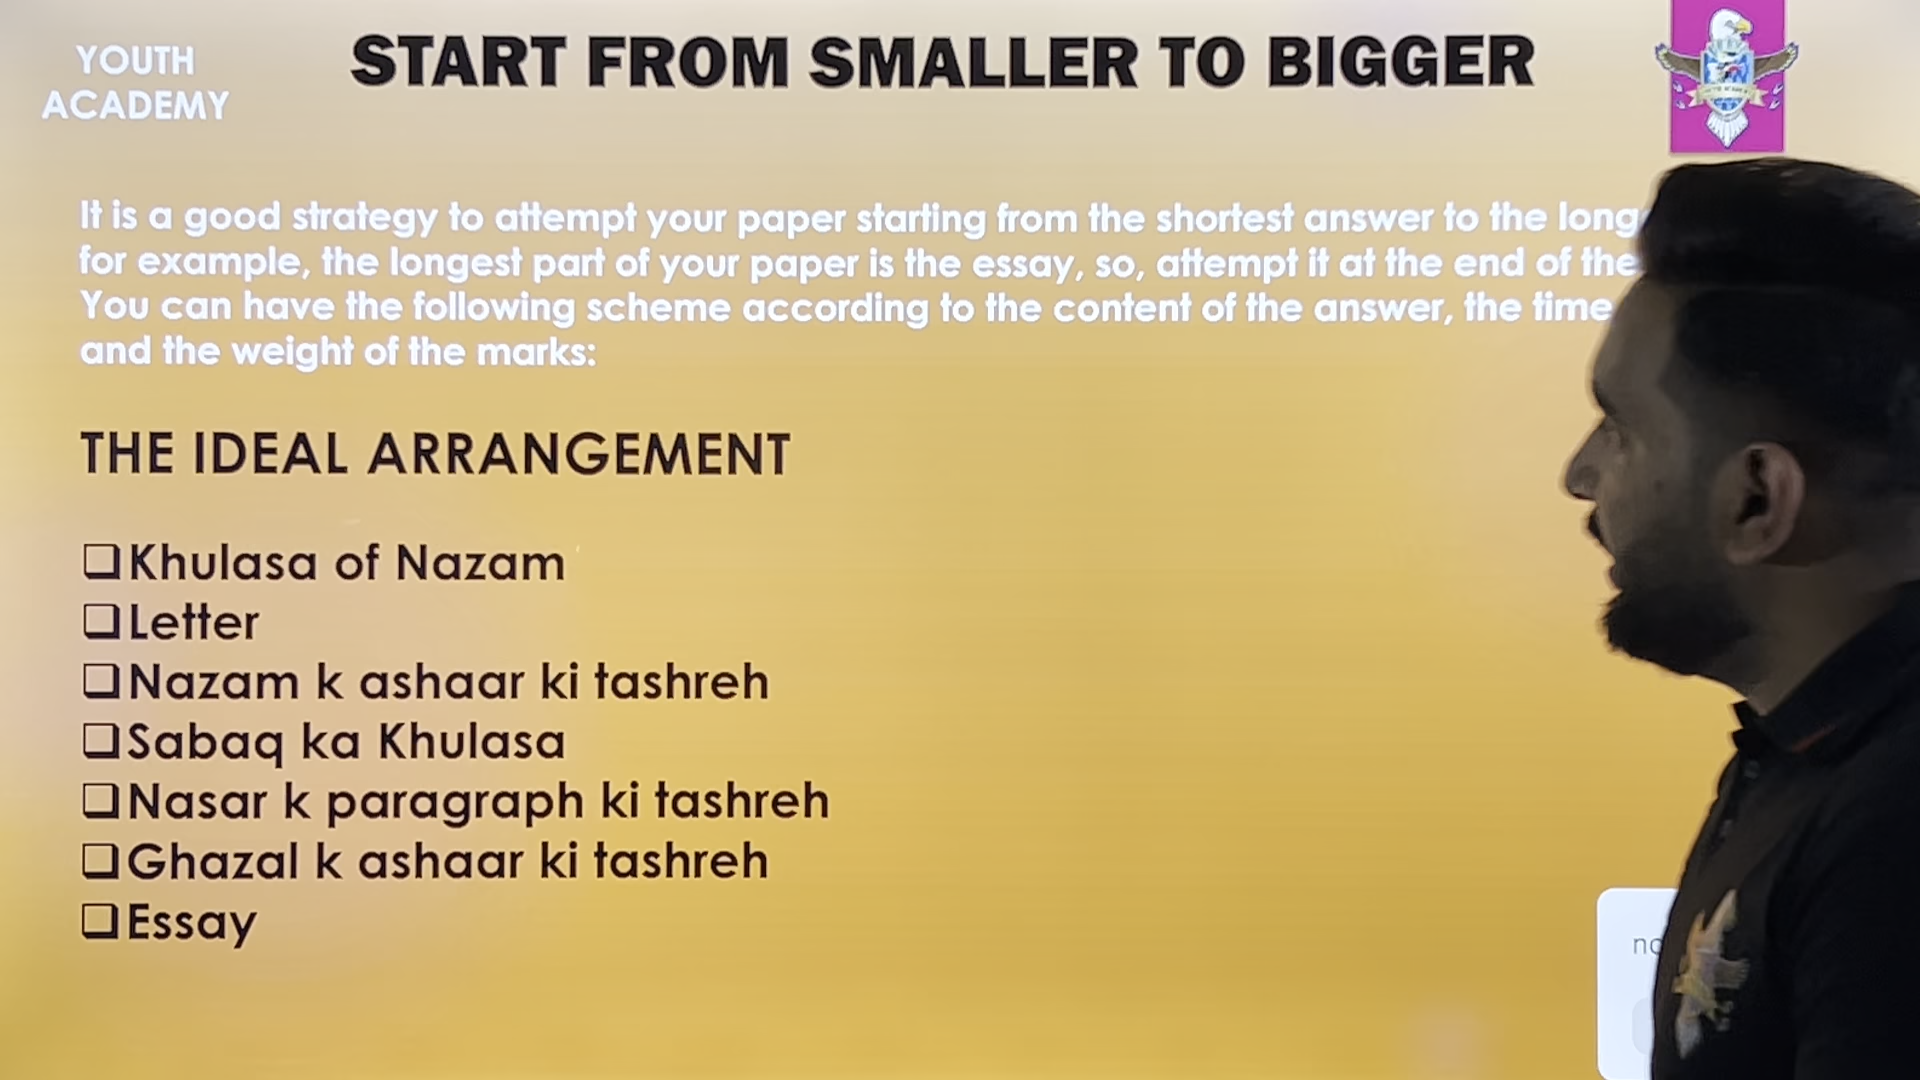 YOUTH
ACADEMY
START FROM SMALLER TO BIGGER
It is a good strategy to attempt your paper starting from the shortest answer to the
for example, the longest part of your paper is the essay, so, attempt it at the end of the
You can have the following scheme according to the content of the answer, the time
and the weight of the marks:
THE IDEAL ARRANGEMENT
❑Khulasa of Nazam
❑Letter
❑Nazam k ashaar ki tashreh
❑Sabaq ka Khulasa
❑Nasar k paragraph ki tashreh
❑Ghazal k ashaar ki tashreh
❑Essay